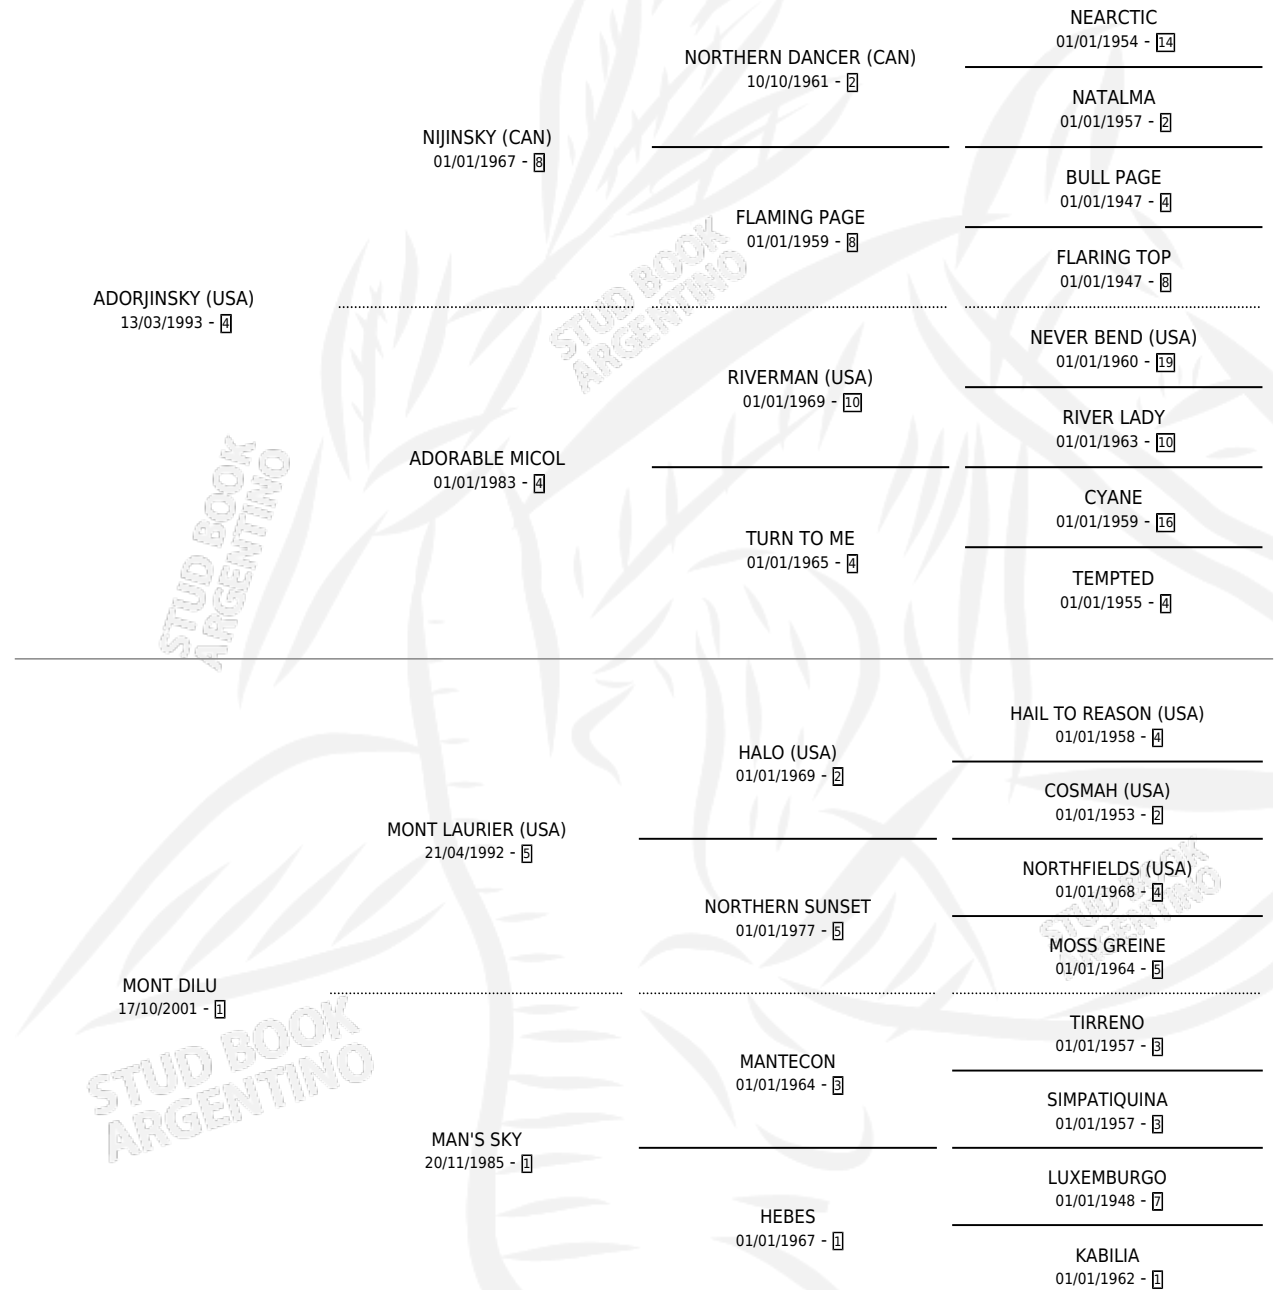 NEARCTIC
01/01/1954 - 14
NORTHERN DANCER (CAN)
10/10/1961 - 2
NATALMA
01/01/1957 - 2
NIJINSKY (CAN)
01/01/1967 - 8
BULL PAGE
01/01/1947 - 4
FLAMING PAGE
01/01/1959 - 8
FLARING TOP
01/01/1947 - 8
ADORJINSKY (USA)
13/03/1993 - 4
STUD BOOK
ARGENTINO
NEVER BEND (USA)
01/01/1960 - 19
RIVERMAN (USA)
01/01/1969 - 10
RIVER LADY
01/01/1963 - 10
ADORABLE MICOL
01/01/1983 - 4
CYANE
01/01/1959 - 16
TURN TO ME
01/01/1965 - 4
TEMPTED
01/01/1955 - 4
STUD BOOK
ARGENTINO
HAIL TO REASON (USA)
01/01/1958 - 4
HALO (USA)
01/01/1969 - 2
COSMAH (USA)
01/01/1953 - 2
MONT LAURIER (USA)
21/04/1992 - 5
NORTHFIELDS (USA)
01/01/1968 - 4
STUD BOOK
ARGENTINO
NORTHERN SUNSET
01/01/1977 - 5
MOSS GREINE
01/01/1964 - 5
MONT DILU
17/10/2001 - 1
STUD BOOK
ARGENTINO
TIRRENO
01/01/1957 - 3
MANTECON
01/01/1964 - 3
SIMPATIQUINA
01/01/1957 - 3
MAN'S SKY
20/11/1985 - 1
LUXEMBURGO
01/01/1948 - 7
HEBES
01/01/1967 - 1
KABILIA
01/01/1962 - 1